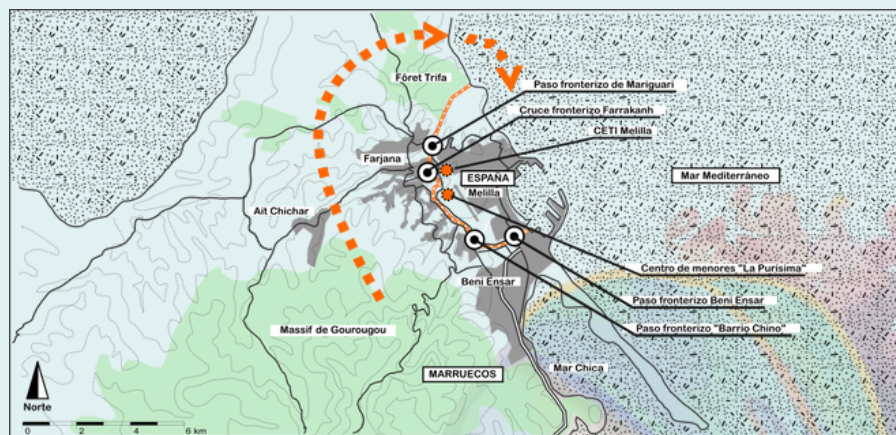 Fôret Trifa
Paso fronterizo de Mariguari
Cruce fronterizo Farrakanh
CETI Melilla
Farjana
ESPAÑA
Mar Mediterráneo
Melilla
Aït Chichar
Centro de menores "La Purísima"
Beni Ensar
Paso fronterizo Beni Ensar
Massif de Gourougou
Paso fronterizo "Barrio Chino"
Mar Chica
MARRUECOS
Norte
0 2 4 6 km